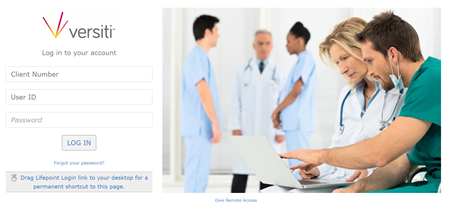 versiti
Log in to your account
Client Number
User ID
Password
LOG IN
Forgot your password?
Drag Lifepoint Login link to your desktop for a
permanent shortcut to this page.
Give Remote Access